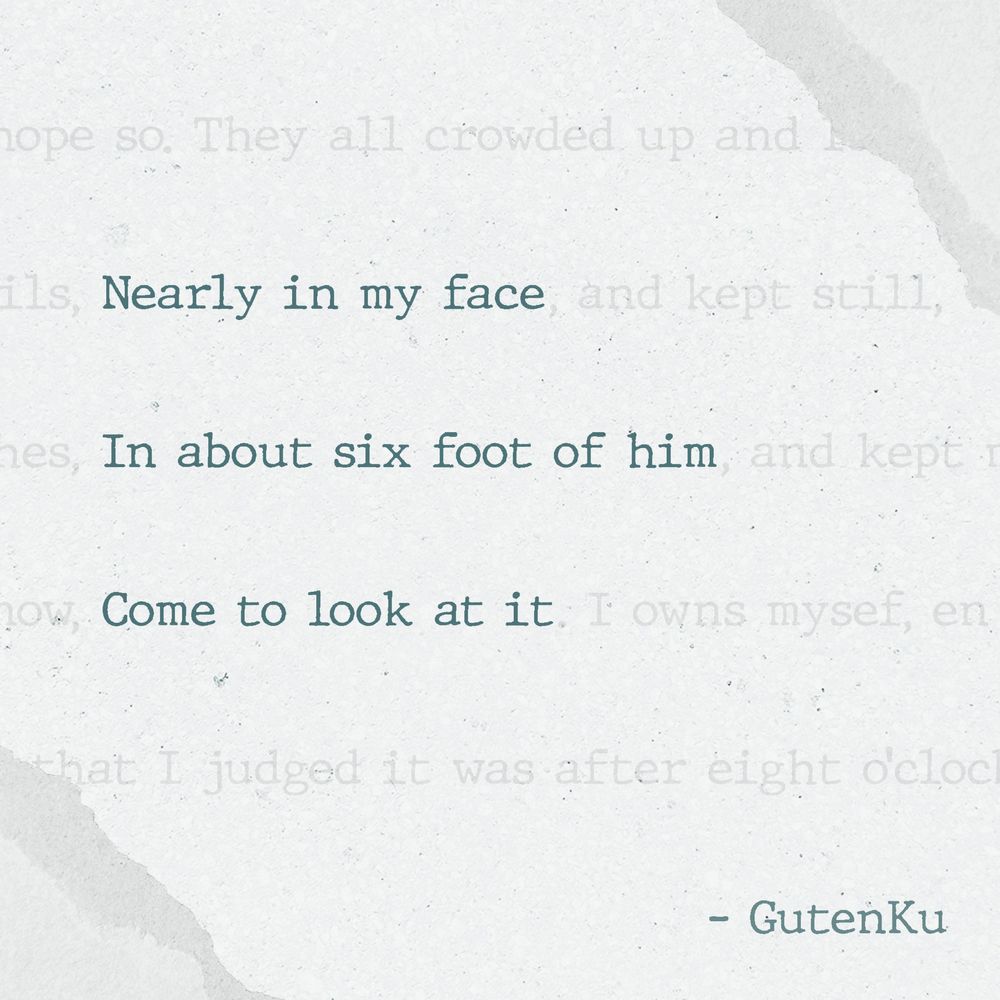 hope so. They all crowded up and
ils, Nearly in my face, and kept still,
hes, In about six foot of him, and kept
now, Come to look at it. I owns mysef, en
that I judged it was after eight o'clock
- GutenKu